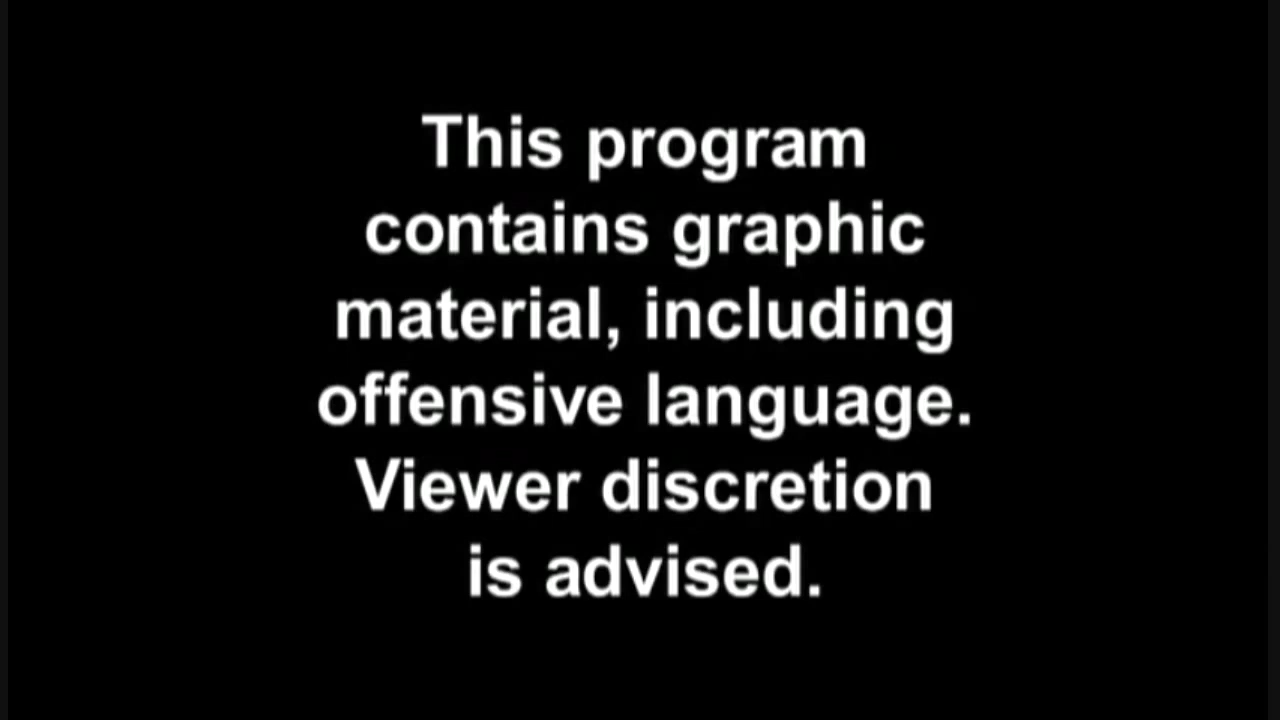 This program
contains graphic
material, including
offensive language.
Viewer discretion
is advised.